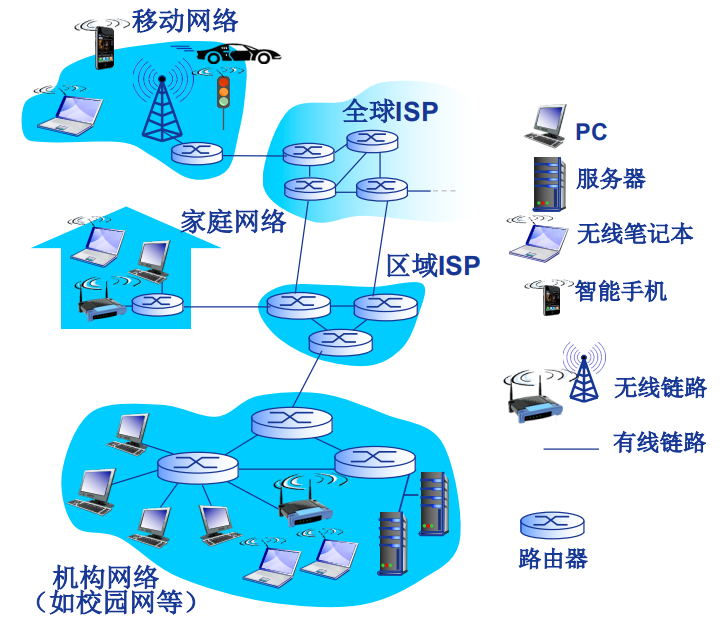 移动网络
全球ISP
家庭网络
区域ISP
机构网络
（如校园网等）
PC
服务器
无线笔记本
智能手机
无线链路
有线链路
路由器